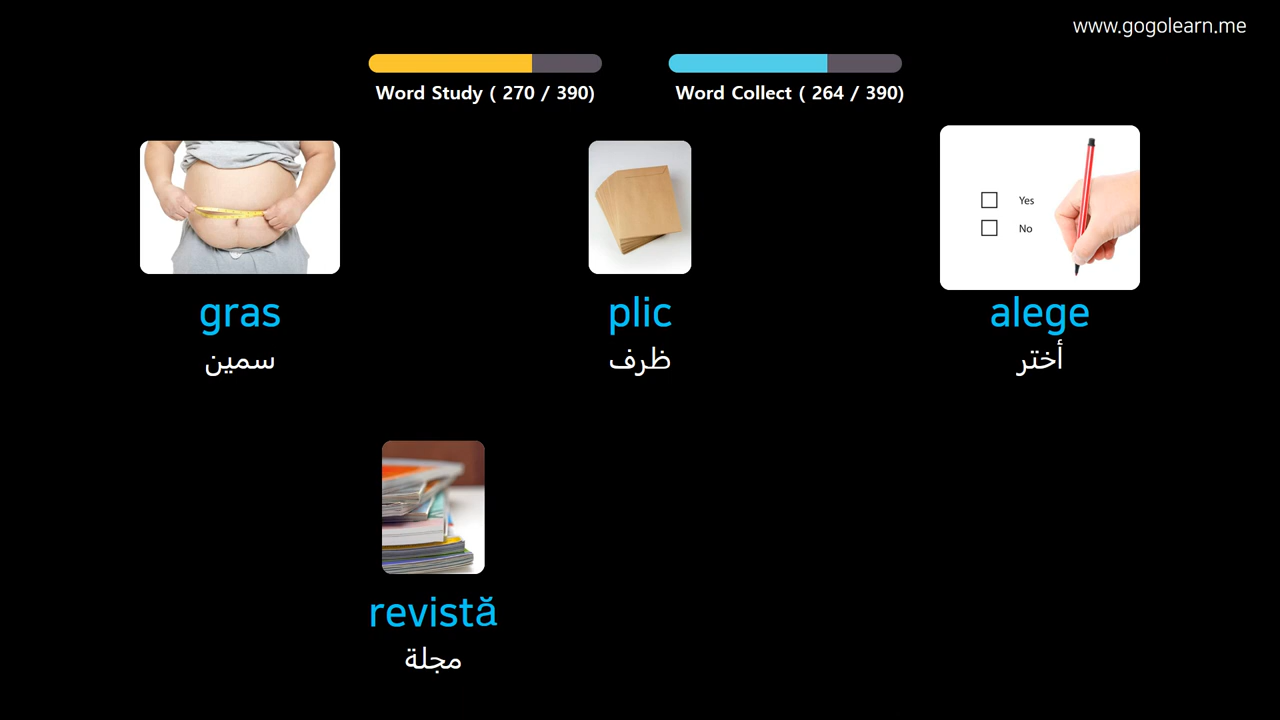 www.gogolearn.me
Word Study ( 270 / 390)
Word Collect ( 264 / 390)
Yes
No
gras
plic
alege
سمين
ظرف
أختر
revistă
مجلة